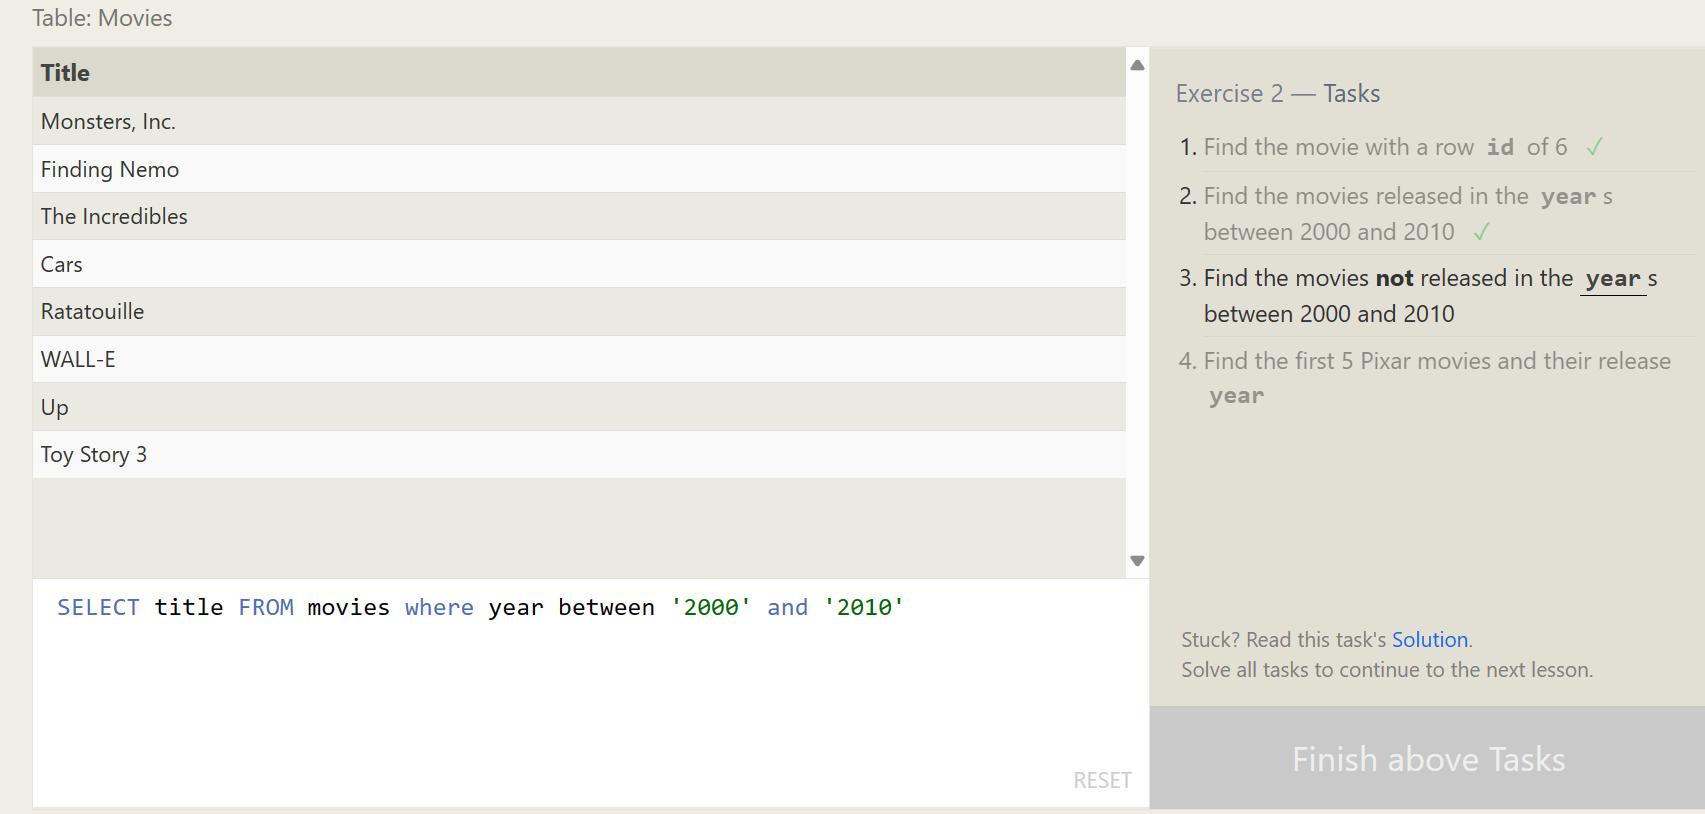 Table: Movies
Title
Monsters, Inc.
Finding Nemo
The Incredibles
Cars
Ratatouille
WALL-E
Up
Toy Story 3
SELECT title FROM movies where year between '2000' and '2010'
RESET
Exercise 2 — Tasks
1. Find the movie with a row id of 6 ✓
2. Find the movies released in the year s
between 2000 and 2010 ✓
3. Find the movies not released in the year s
between 2000 and 2010
4. Find the first 5 Pixar movies and their release
year
Stuck? Read this task's Solution.
Solve all tasks to continue to the next lesson.
Finish above Tasks